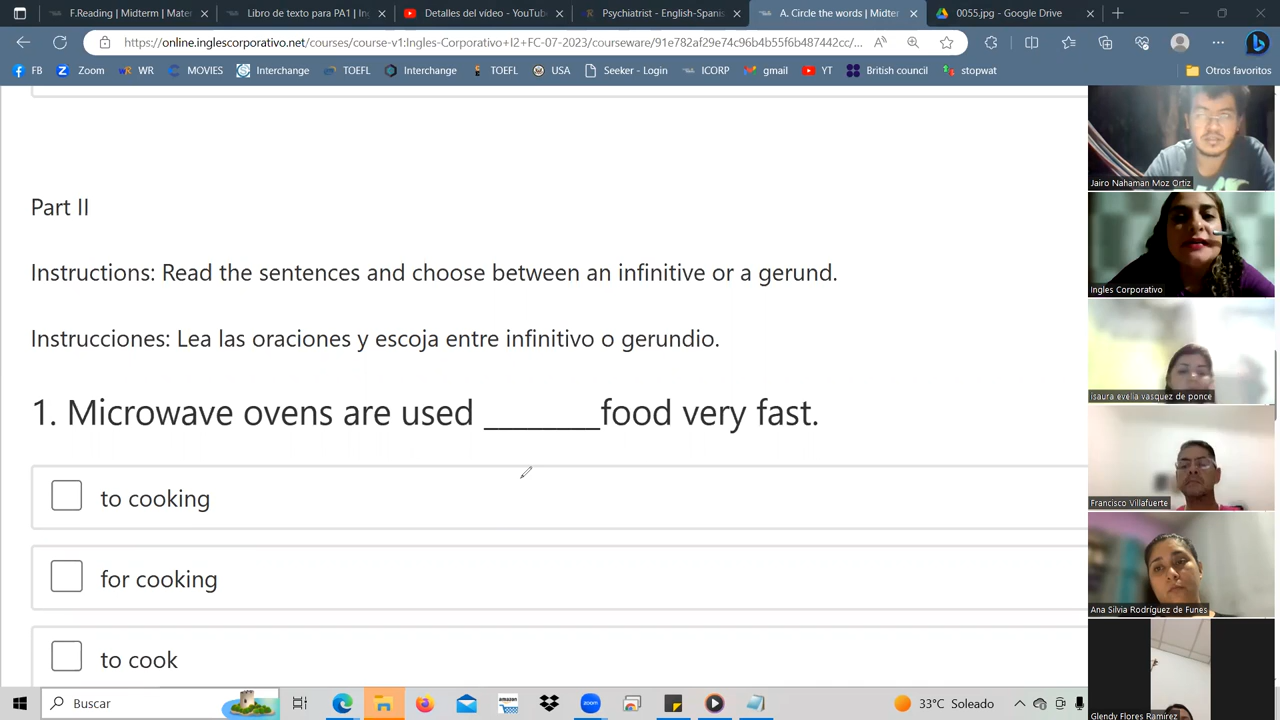 F.Reading | Midterm | Mater
Libro de texto para PA1 | Ing
Detalles del vídeo - YouTube
Psychiatrist - English-Spanis
A. Circle the words | Midter
0055.jpg - Google Drive
https://online.inglescorporativo.net/courses/course-v1:Ingles-Corporativo+I2+FC-07-2023/courseware/91e782af29e74c96b4b55f6b487442cc/...
FB
Zoom
WR
MOVIES
Interchange
TOEFL
Interchange
TOEFL
USA
Seeker - Login
ICORP
gmail
YT
British council
stopwat
Otros favoritos
Part II
Instructions: Read the sentences and choose between an infinitive or a gerund.
Instrucciones: Lea las oraciones y escoja entre infinitivo o gerundio.
1. Microwave ovens are used ______food very fast.
to cooking
for cooking
to cook
Jairo Nahaman Moz Ortiz
Ingles Corporativo
isaura evelia vasquez de ponce
Francisco Villafuerte
Ana Silvia Rodríguez de Funes
Glendy Flores Ramirez
Buscar
33°C Soleado